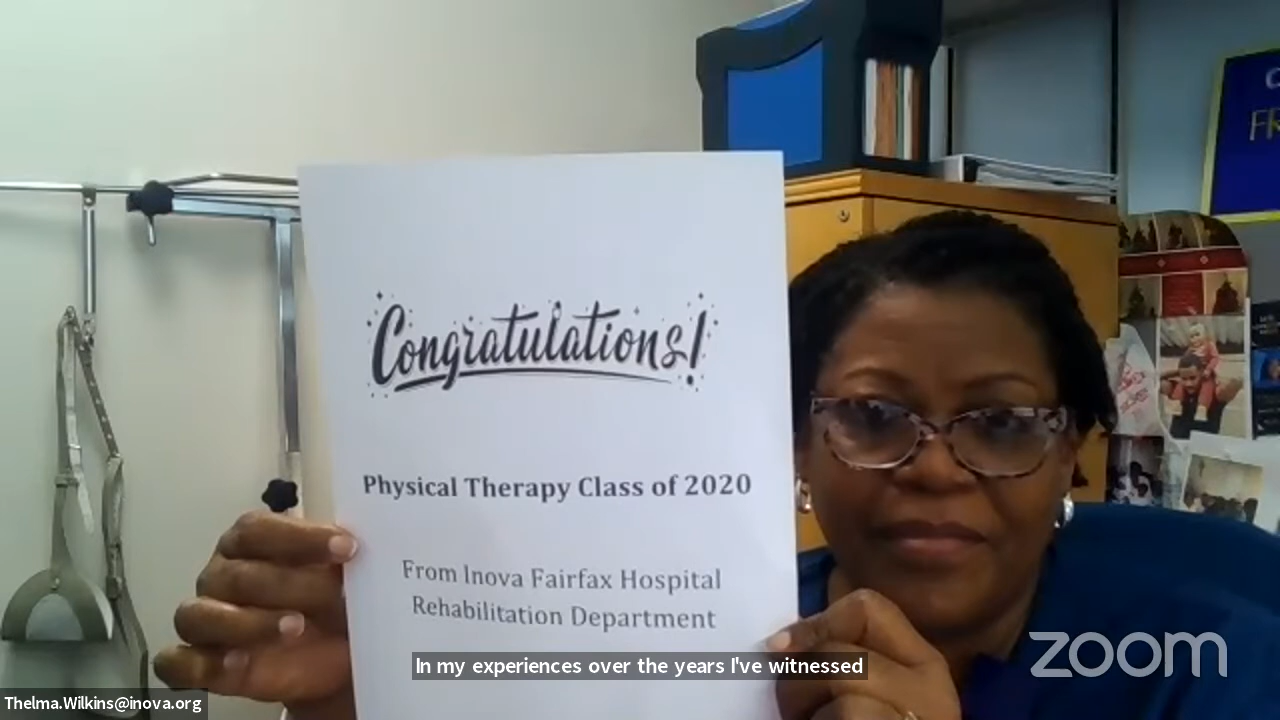 Congratulations!
Physical Therapy Class of 2020
From Inova Fairfax Hospital
Rehabilitation Department
In my experiences over the years I've witnessed
zoom
Thelma.Wilkins@inova.org